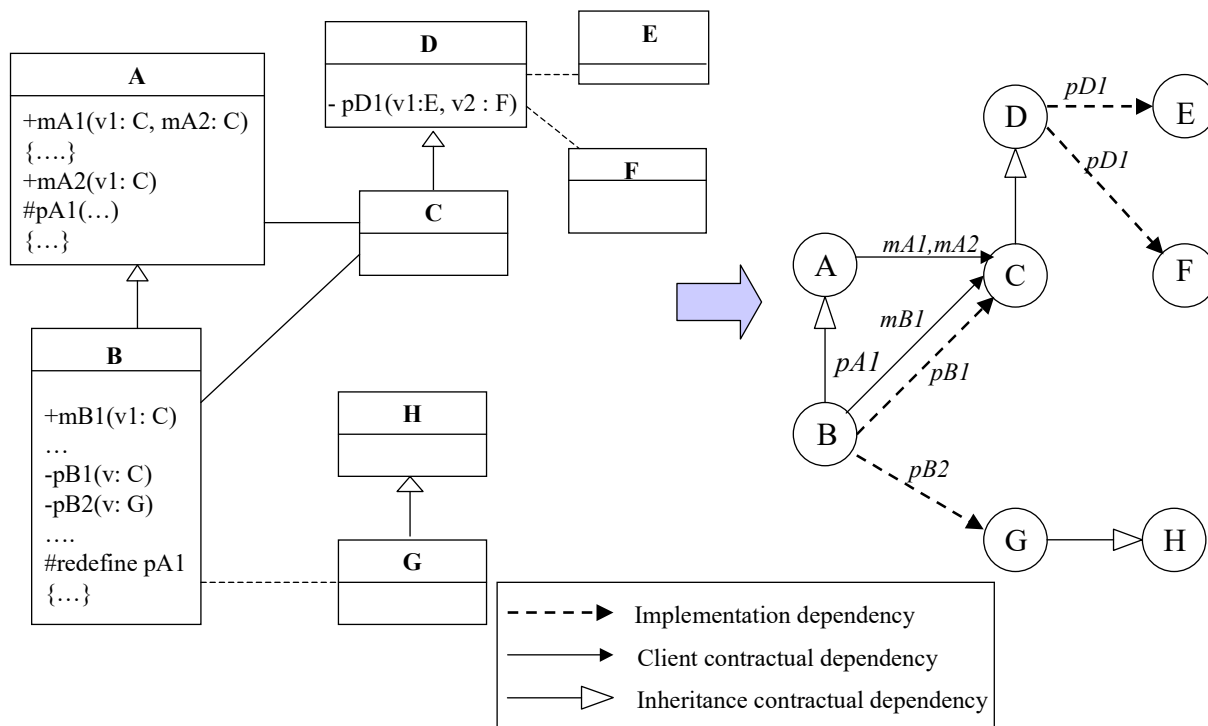 A
+mA1(v1: C, mA2: C)
{….}
+mA2(v1: C)
#pA1(…)
{…}
D
- pD1(v1:E, v2 : F)
E
F
C
B
+mB1(v1: C)
…
-pB1(v: C)
-pB2(v: G)
….
#redefine pA1
{…}
H
G
D
pD1
E
pD1
F
A
mA1,mA2
C
mB1
pA1
pB1
B
pB2
G
H
Implementation dependency
Client contractual dependency
Inheritance contractual dependency